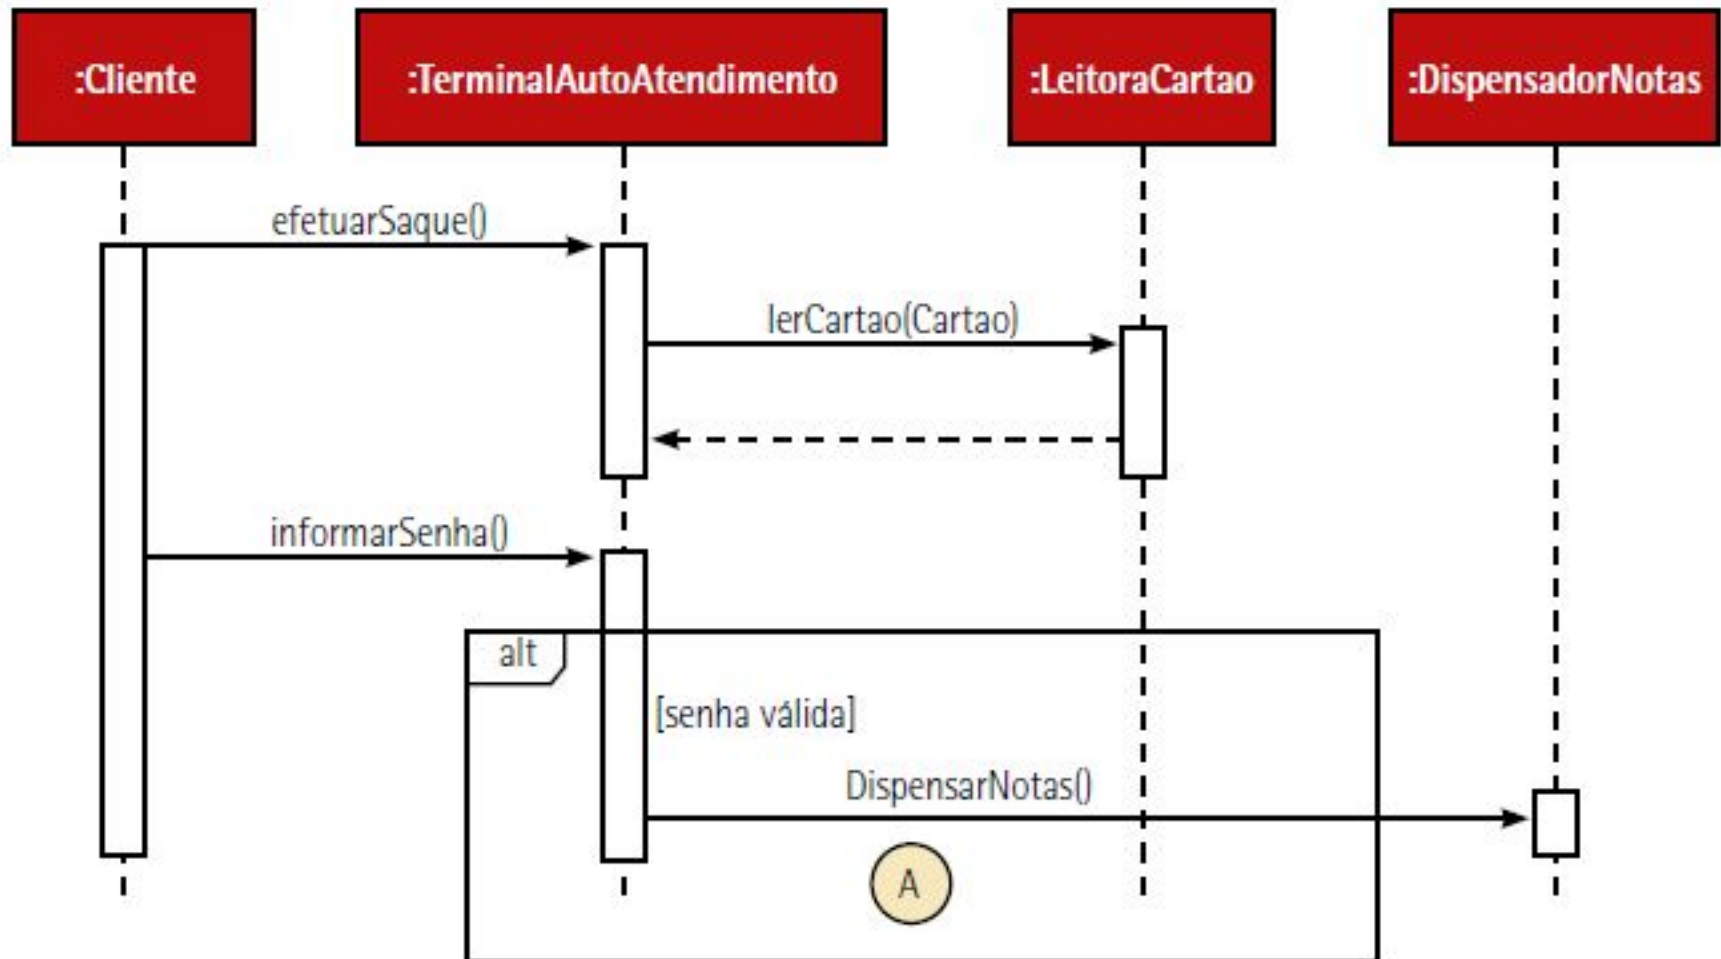 :Cliente
:TerminalAutoAtendimento
:LeitoraCartao
:DispensadorNotas
efetuarSaque()
lerCartao(Cartao)
informarSenha()
alt
[senha válida]
DispensarNotas()
A